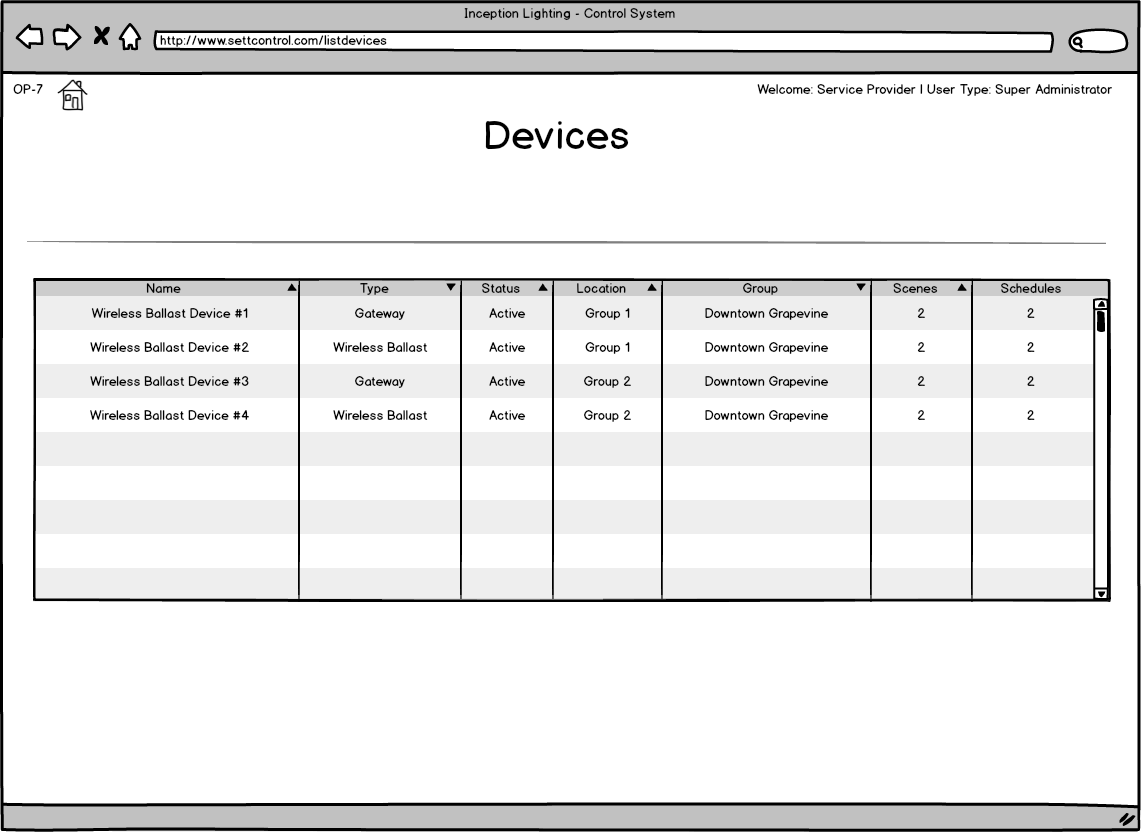 Inception Lighting - Control System
http://www.settcontrol.com/listdevices
OP-7
Welcome: Service Provider | User Type: Super Administrator
Devices
Name Type Status Location Group Scenes Schedules
Wireless Ballast Device #1 Gateway Active Group 1 Downtown Grapevine 2 2
Wireless Ballast Device #2 Wireless Ballast Active Group 1 Downtown Grapevine 2 2
Wireless Ballast Device #3 Gateway Active Group 2 Downtown Grapevine 2 2
Wireless Ballast Device #4 Wireless Ballast Active Group 2 Downtown Grapevine 2 2